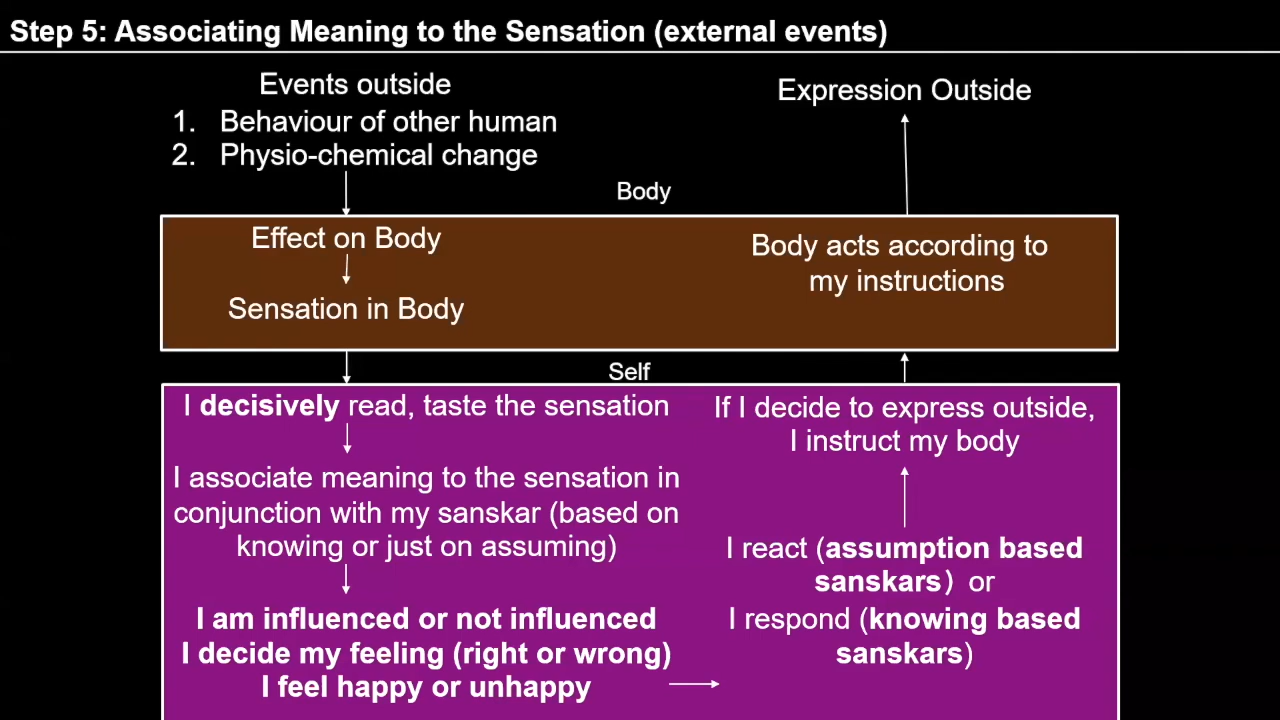 Step 5: Associating Meaning to the Sensation (external events)
Events outside
1. Behaviour of other human
2. Physio-chemical change
Expression Outside
Body
Effect on Body
Sensation in Body
Body acts according to
my instructions
Self
I decisively read, taste the sensation
I associate meaning to the sensation in
conjunction with my sanskar (based on
knowing or just on assuming)
I am influenced or not influenced
I decide my feeling (right or wrong)
I feel happy or unhappy
If I decide to express outside,
I instruct my body
I react (assumption based
sanskars) or
I respond (knowing based
sanskars)